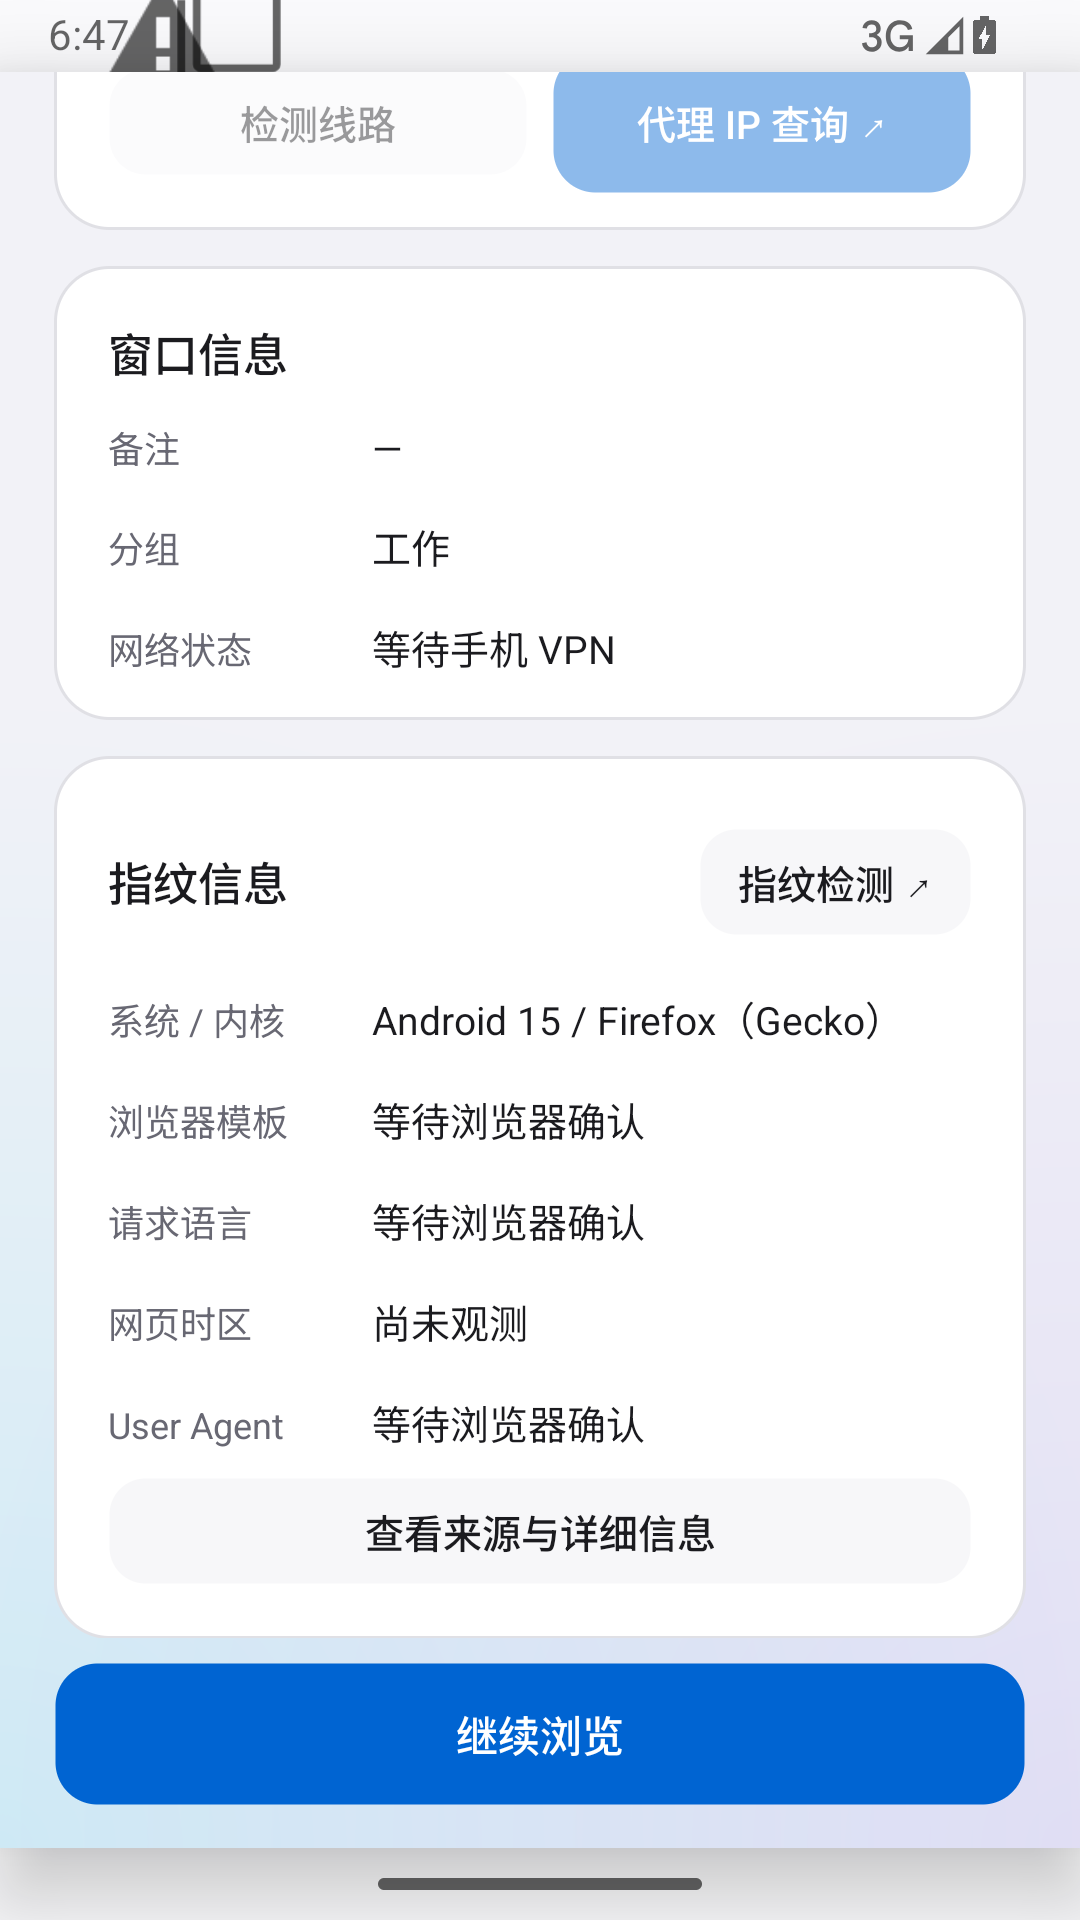 6:47
3G
检测线路
代理 IP 查询 ↗
窗口信息
备注 —
分组 工作
网络状态 等待手机 VPN
指纹信息
指纹检测 ↗
系统 / 内核 Android 15 / Firefox（Gecko）
浏览器模板 等待浏览器确认
请求语言 等待浏览器确认
网页时区 尚未观测
User Agent 等待浏览器确认
查看来源与详细信息
继续浏览